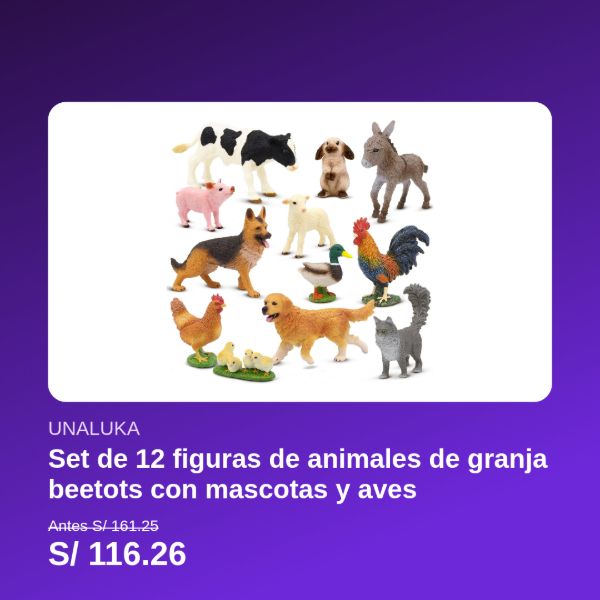 UNALUKA
Set de 12 figuras de animales de granja
beetots con mascotas y aves
Antes S/ 161.25
S/ 116.26